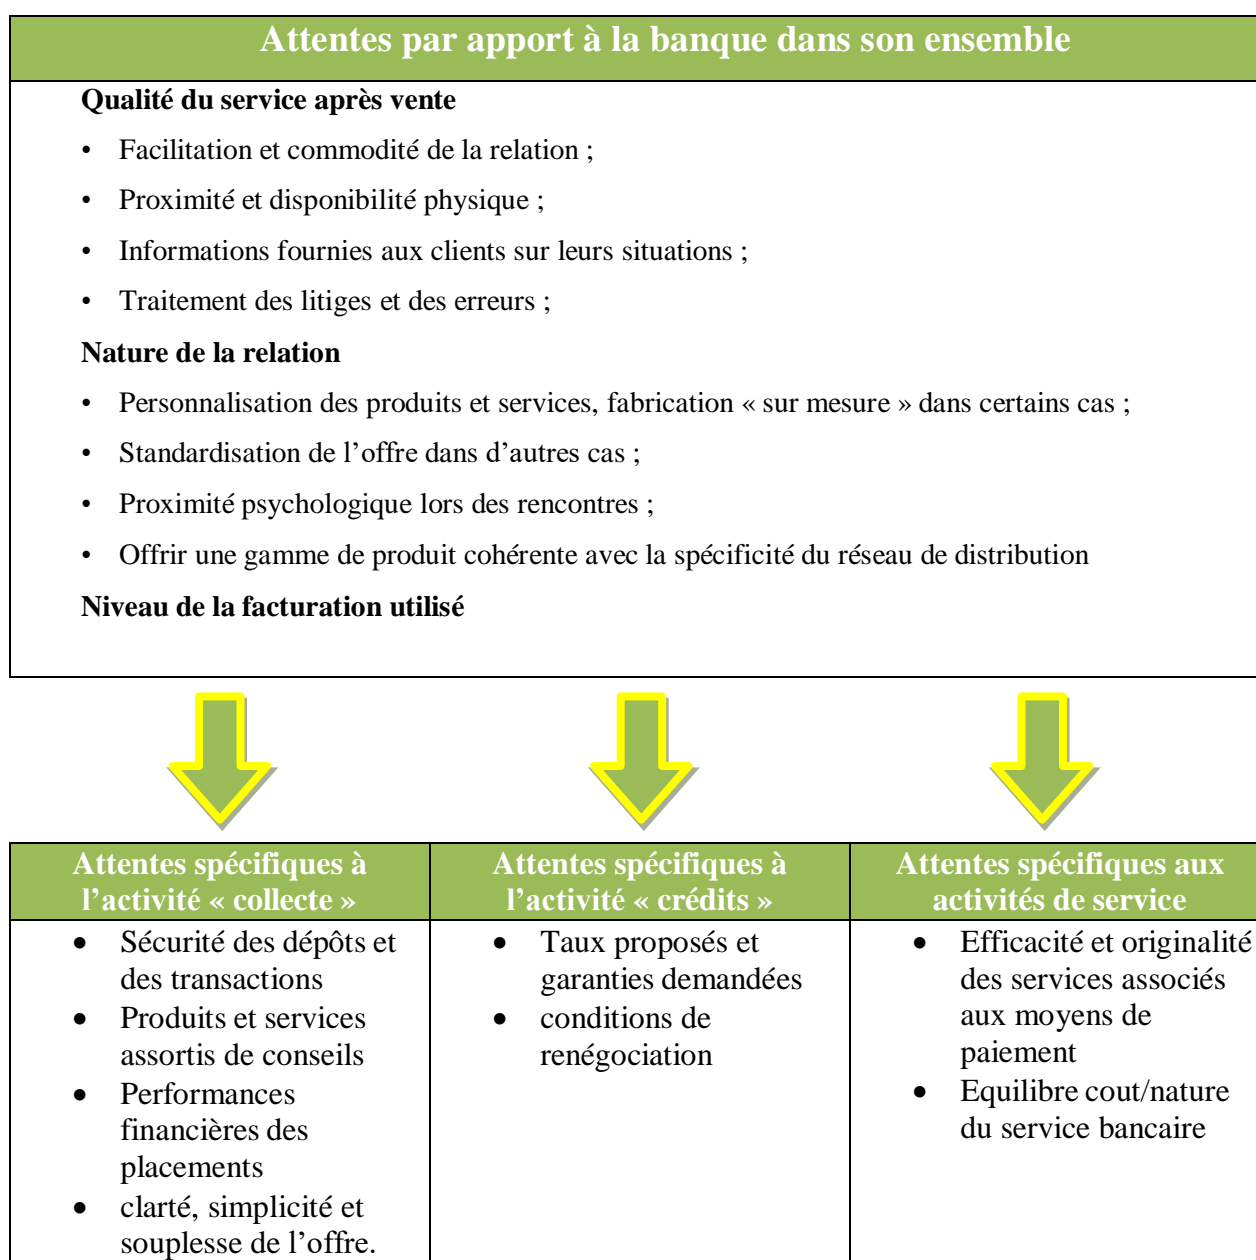 Attentes par apport à la banque dans son ensemble
Qualité du service après vente
• Facilitation et commodité de la relation ;
• Proximité et disponibilité physique ;
• Informations fournies aux clients sur leurs situations ;
• Traitement des litiges et des erreurs ;
Nature de la relation
• Personnalisation des produits et services, fabrication « sur mesure » dans certains cas ;
• Standardisation de l’offre dans d’autres cas ;
• Proximité psychologique lors des rencontres ;
• Offrir une gamme de produit cohérente avec la spécificité du réseau de distribution
Niveau de la facturation utilisé
Attentes spécifiques à
l’activité « collecte »
• Sécurité des dépôts et
des transactions
• Produits et services
assortis de conseils
• Performances
financières des
placements
• clarté, simplicité et
souplesse de l’offre.
Attentes spécifiques à
l’activité « crédits »
• Taux proposés et
garanties demandées
• conditions de
renégociation
Attentes spécifiques aux
activités de service
• Efficacité et originalité
des services associés
aux moyens de
paiement
• Equilibre cout/nature
du service bancaire